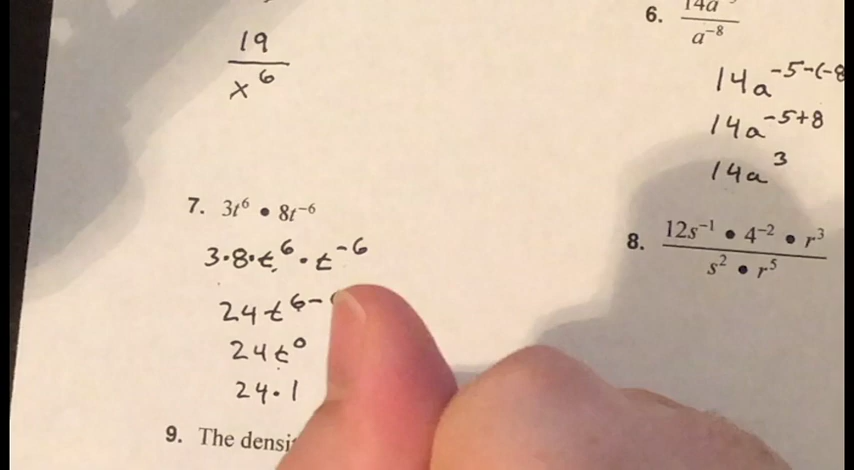 19
x⁶
6. 14a
a⁻⁸
14a⁻⁵⁻⁽⁻⁸
14a⁻⁵⁺⁸
14a³
7. 3t⁶ • 8t⁻⁶
3·8·t⁶·t⁻⁶
24t⁶⁻
24t⁰
24·1
8. 12s⁻¹ • 4⁻² • r³
s² • r⁵
9. The